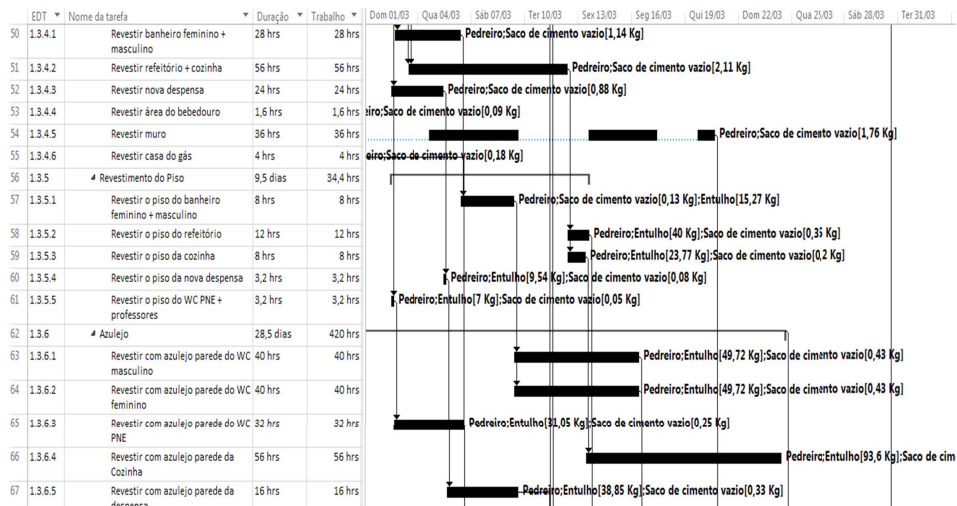 EDT Nome da tarefa Duração Trabalho Dom 01/03 Qua 04/03 Sáb 07/03 Ter 10/03 Sex 13/03 Seg 16/03 Qui 19/03 Dom 22/03 Qua 25/03 Sáb 28/03 Ter 31/03
50 1.3.4.1 Revestir banheiro feminino + 28 hrs 28 hrs Pedreiro;Saco de cimento vazio[1,14 Kg]
masculino
51 1.3.4.2 Revestir refeitório + cozinha 56 hrs 56 hrs Pedreiro;Saco de cimento vazio[2,11 Kg]
52 1.3.4.3 Revestir nova despensa 24 hrs 24 hrs Pedreiro;Saco de cimento vazio[0,88 Kg]
53 1.3.4.4 Revestir área do bebedouro 1,6 hrs 1,6 hrs eiro;Saco de cimento vazio[0,09 Kg]
54 1.3.4.5 Revestir muro 36 hrs 36 hrs Pedreiro;Saco de cimento vazio[1,76 Kg]
55 1.3.4.6 Revestir casa do gás 4 hrs 4 hrs eiro;Saco de cimento vazio[0,18 Kg]
56 1.3.5 Revestimento do Piso 9,5 dias 34,4 hrs
57 1.3.5.1 Revestir o piso do banheiro 8 hrs 8 hrs Pedreiro;Saco de cimento vazio[0,13 Kg];Entulho[15,27 Kg]
feminino + masculino
58 1.3.5.2 Revestir o piso do refeitório 12 hrs 12 hrs Pedreiro;Entulho[40 Kg];Saco de cimento vazio[0,35 Kg]
59 1.3.5.3 Revestir o piso da cozinha 8 hrs 8 hrs Pedreiro;Entulho[23,77 Kg];Saco de cimento vazio[0,2 Kg]
60 1.3.5.4 Revestir o piso da nova despensa 3,2 hrs 3,2 hrs Pedreiro;Entulho[9,54 Kg];Saco de cimento vazio[0,08 Kg]
61 1.3.5.5 Revestir o piso do WC PNE + 3,2 hrs 3,2 hrs Pedreiro;Entulho[7 Kg];Saco de cimento vazio[0,05 Kg]
professores
62 1.3.6 Azulejo 28,5 dias 420 hrs
63 1.3.6.1 Revestir com azulejo parede do WC 40 hrs 40 hrs Pedreiro;Entulho[49,72 Kg];Saco de cimento vazio[0,43 Kg]
masculino
64 1.3.6.2 Revestir com azulejo parede do WC 40 hrs 40 hrs Pedreiro;Entulho[49,72 Kg];Saco de cimento vazio[0,43 Kg]
feminino
65 1.3.6.3 Revestir com azulejo parede do WC 32 hrs 32 hrs Pedreiro;Entulho[31,05 Kg];Saco de cimento vazio[0,25 Kg]
PNE
66 1.3.6.4 Revestir com azulejo parede da 56 hrs 56 hrs Pedreiro;Entulho[93,6 Kg];Saco de cim
Cozinha
67 1.3.6.5 Revestir com azulejo parede da 16 hrs 16 hrs Pedreiro;Entulho[38,85 Kg];Saco de cimento vazio[0,33 Kg]
despensa